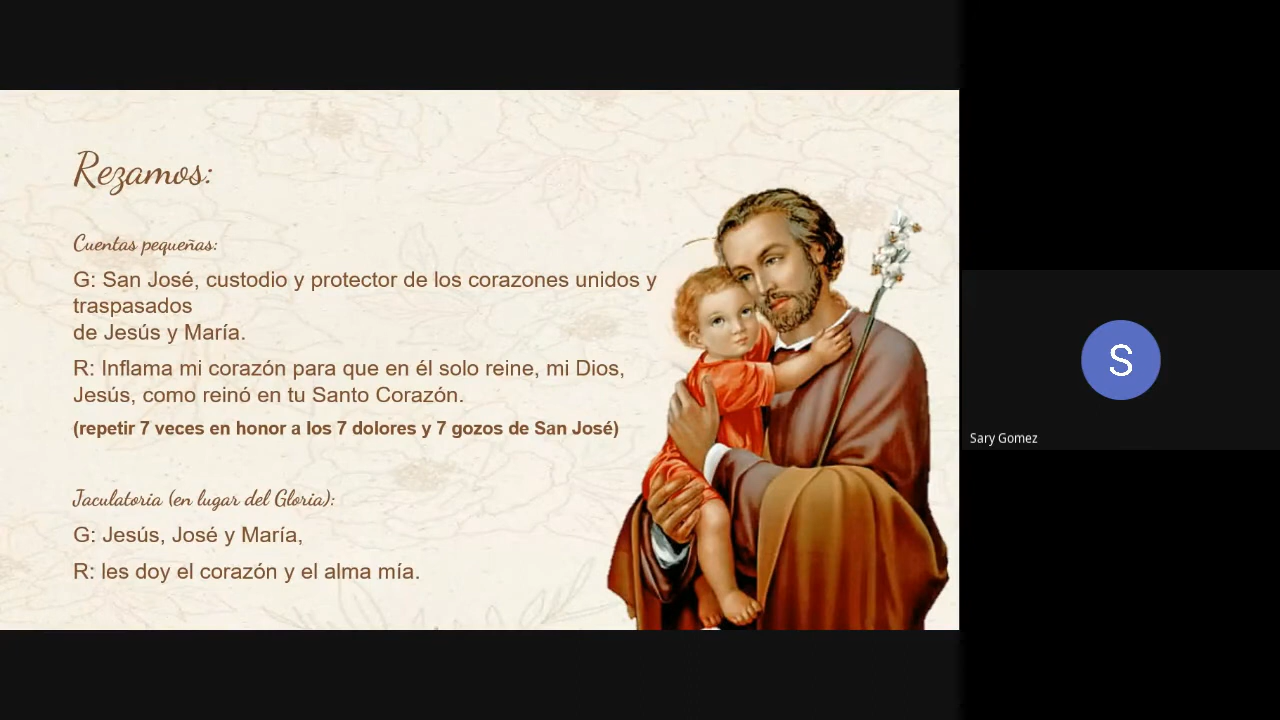 Rezamos:
Cuentas pequeñas:
G: San José, custodio y protector de los corazones unidos y
traspasados
de Jesús y María.
R: Inflama mi corazón para que en él solo reine, mi Dios,
Jesús, como reinó en tu Santo Corazón.
(repetir 7 veces en honor a los 7 dolores y 7 gozos de San José)
Jaculatoria (en lugar del Gloria):
G: Jesús, José y María,
R: les doy el corazón y el alma mía.
S
Sary Gomez